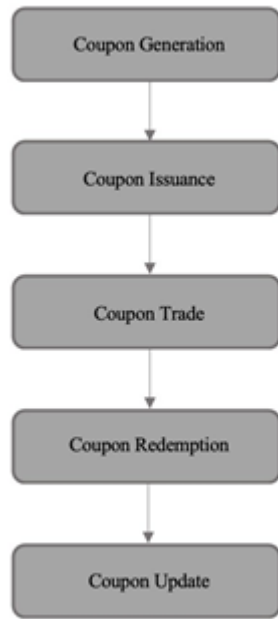 Coupon Generation
Coupon Issuance
Coupon Trade
Coupon Redemption
Coupon Update